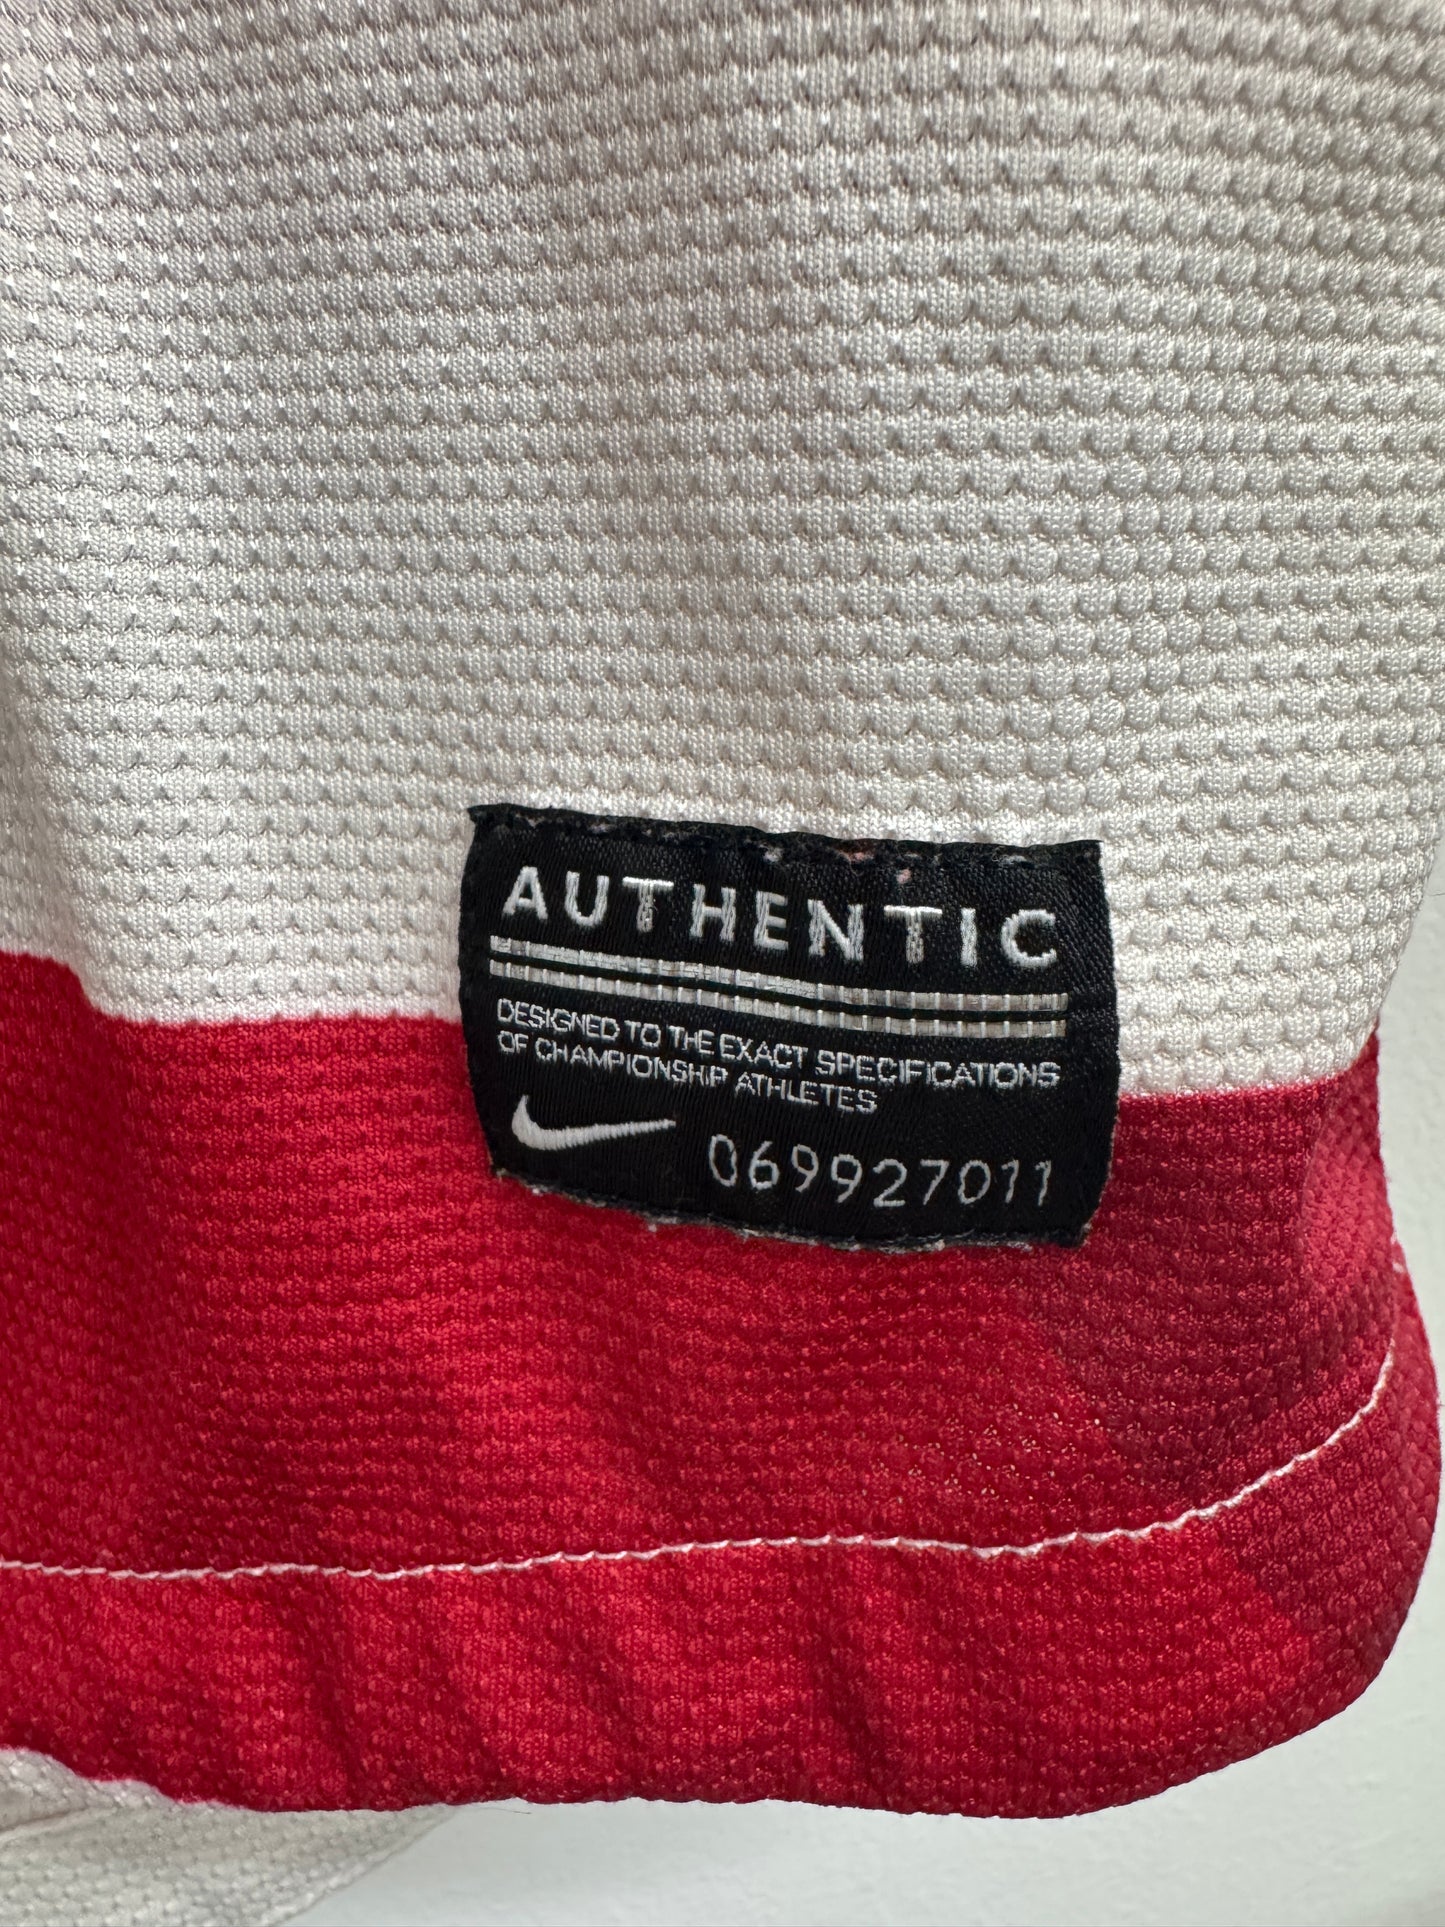 AUTHENTIC
DESIGNED TO THE EXACT SPECIFICATIONS
OF CHAMPIONSHIP ATHLETES
069927011